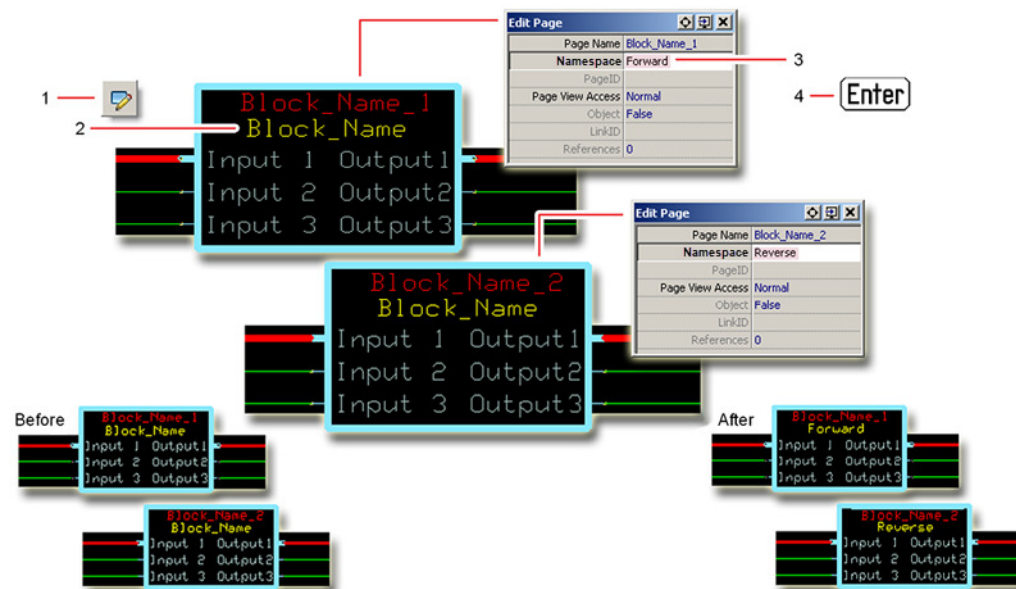 Edit Page
Page Name Block_Name_1
Namespace Forward
PageID
Page View Access Normal
Object False
LinkID
References 0
3
4 Enter
1
2
Block_Name_1
Block_Name
Input 1 Output1
Input 2 Output2
Input 3 Output3
Edit Page
Page Name Block_Name_2
Namespace Reverse
PageID
Page View Access Normal
Object False
LinkID
References 0
Block_Name_2
Block_Name
Input 1 Output1
Input 2 Output2
Input 3 Output3
Before
Block_Name_1
Block_Name
Input 1 Output1
Input 2 Output2
Input 3 Output3
Block_Name_2
Block_Name
Input 1 Output1
Input 2 Output2
Input 3 Output3
After
Block_Name_1
Forward
Input 1 Output1
Input 2 Output2
Input 3 Output3
Block_Name_2
Reverse
Input 1 Output1
Input 2 Output2
Input 3 Output3